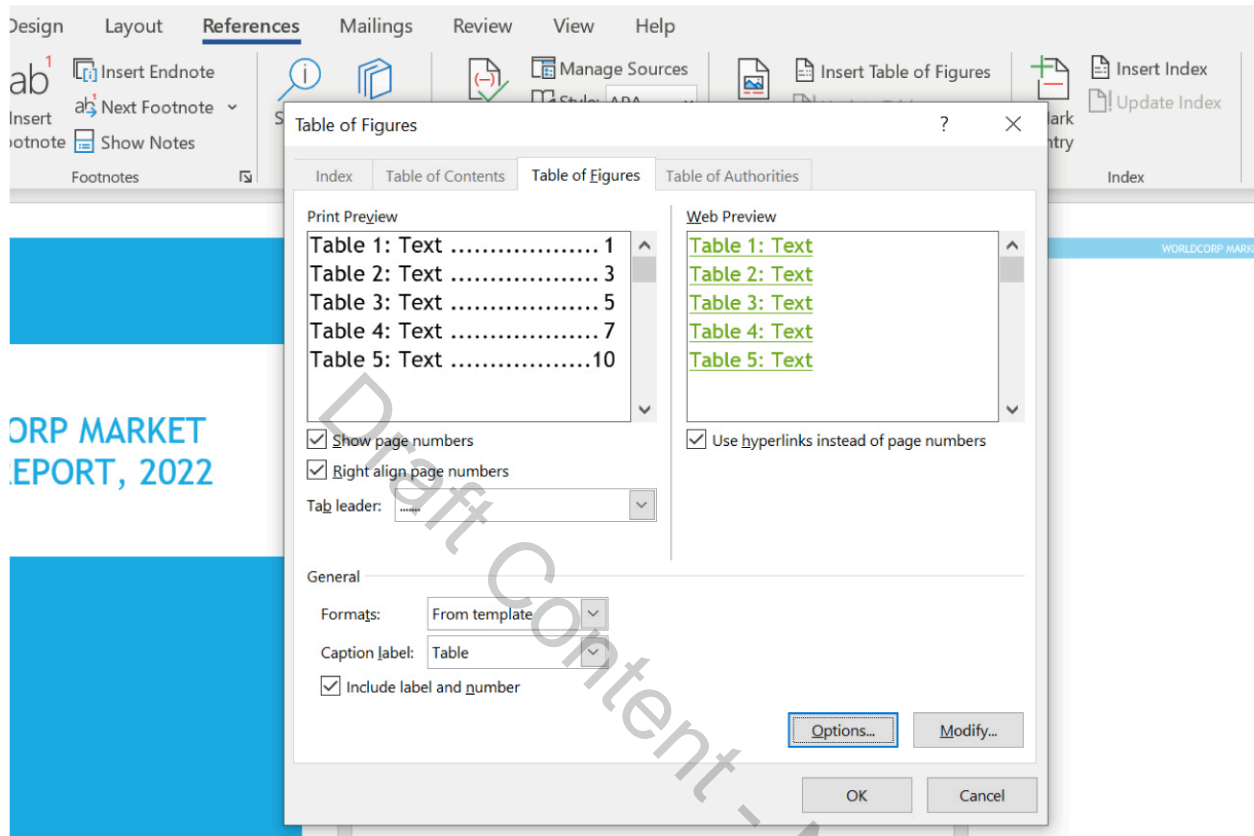 Design Layout References Mailings Review View Help
ab1 Insert Endnote
Manage Sources
Insert Table of Figures
Insert Index
ab1 Next Footnote
Style: APA
Update Index
Insert
Show Notes
Footnotes
Index
Table of Figures ? ×
Index Table of Contents Table of Figures Table of Authorities
Print Preview
Table 1: Text ................... 1
Table 2: Text ................... 3
Table 3: Text ................... 5
Table 4: Text ................... 7
Table 5: Text ..................10
Show page numbers
Right align page numbers
Tab leader: .......
Web Preview
Table 1: Text
Table 2: Text
Table 3: Text
Table 4: Text
Table 5: Text
Use hyperlinks instead of page numbers
General
Formats: From template
Caption label: Table
Include label and number
Options... Modify...
OK Cancel
WORLDCORP MARK
ORP MARKET
EPORT, 2022
Draft Content -